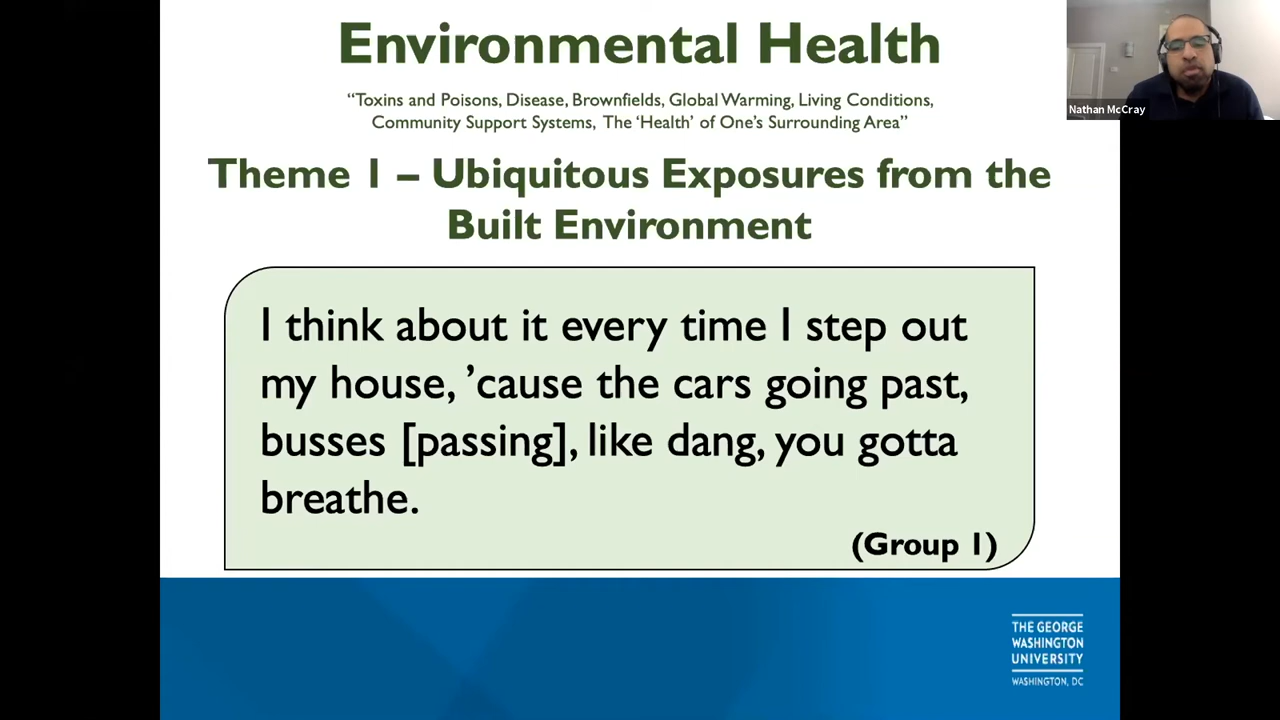 Environmental Health
“Toxins and Poisons, Disease, Brownfields, Global Warming, Living Conditions,
Community Support Systems, The ‘Health’ of One’s Surrounding Area”
Theme 1 – Ubiquitous Exposures from the
Built Environment
I think about it every time I step out
my house, ’cause the cars going past,
busses [passing], like dang, you gotta
breathe.
(Group 1)
THE GEORGE
WASHINGTON
UNIVERSITY
WASHINGTON, DC
Nathan McCray